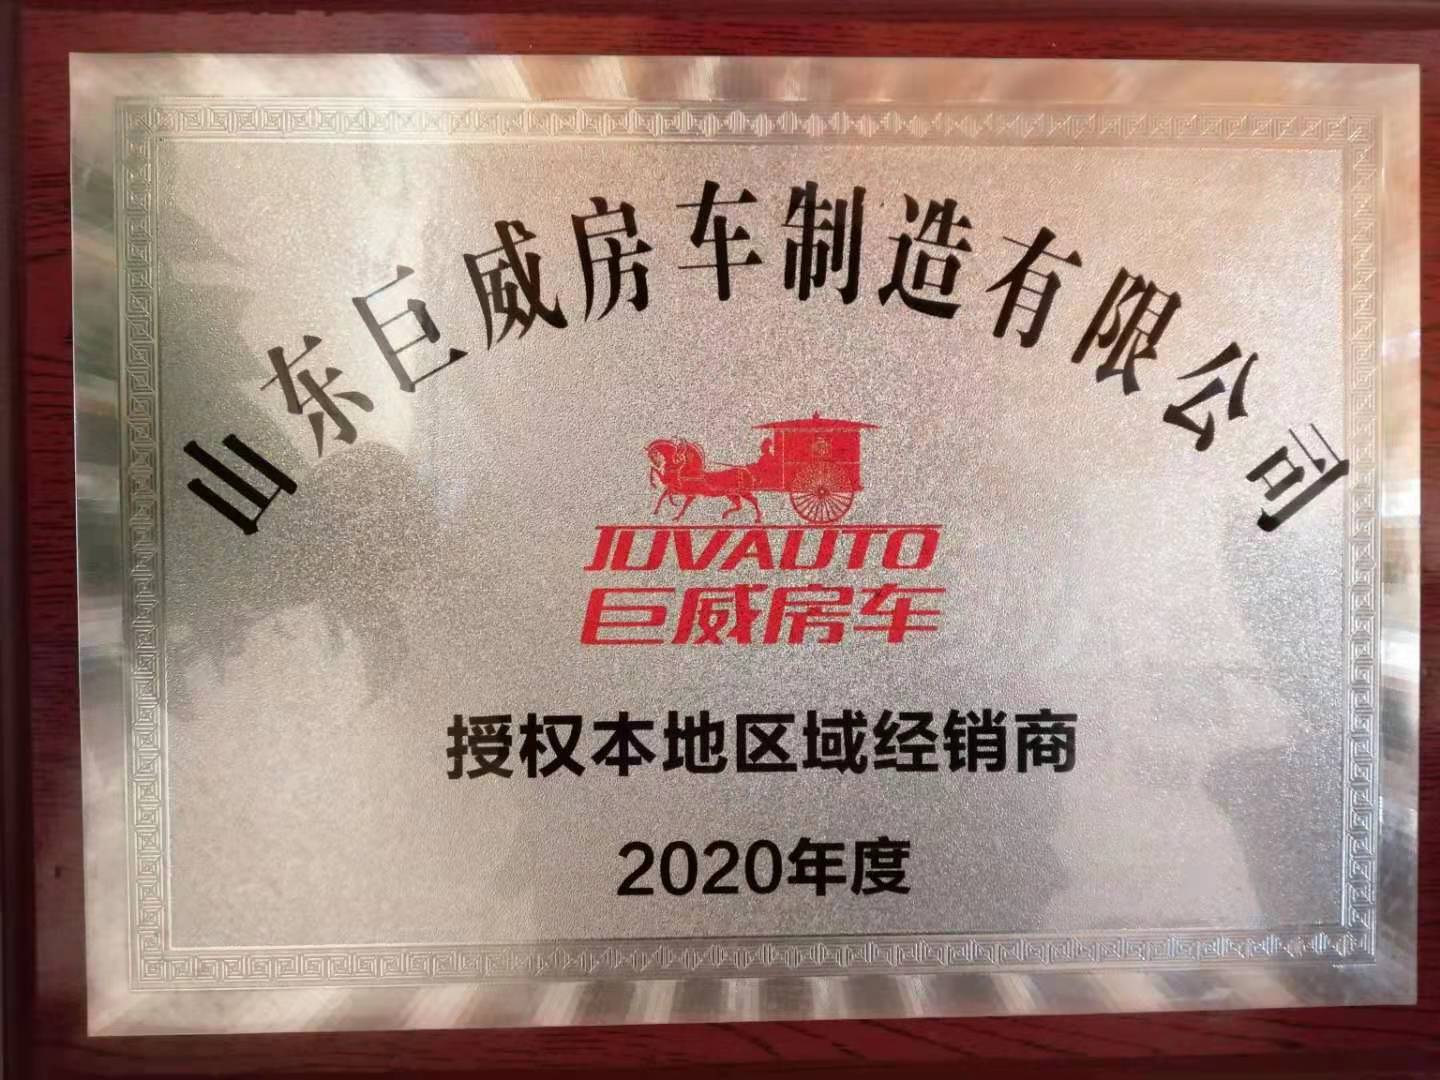 山东巨威房车制造有限公司
JUVAUTO
巨威房车
授权本地区域经销商
2020年度